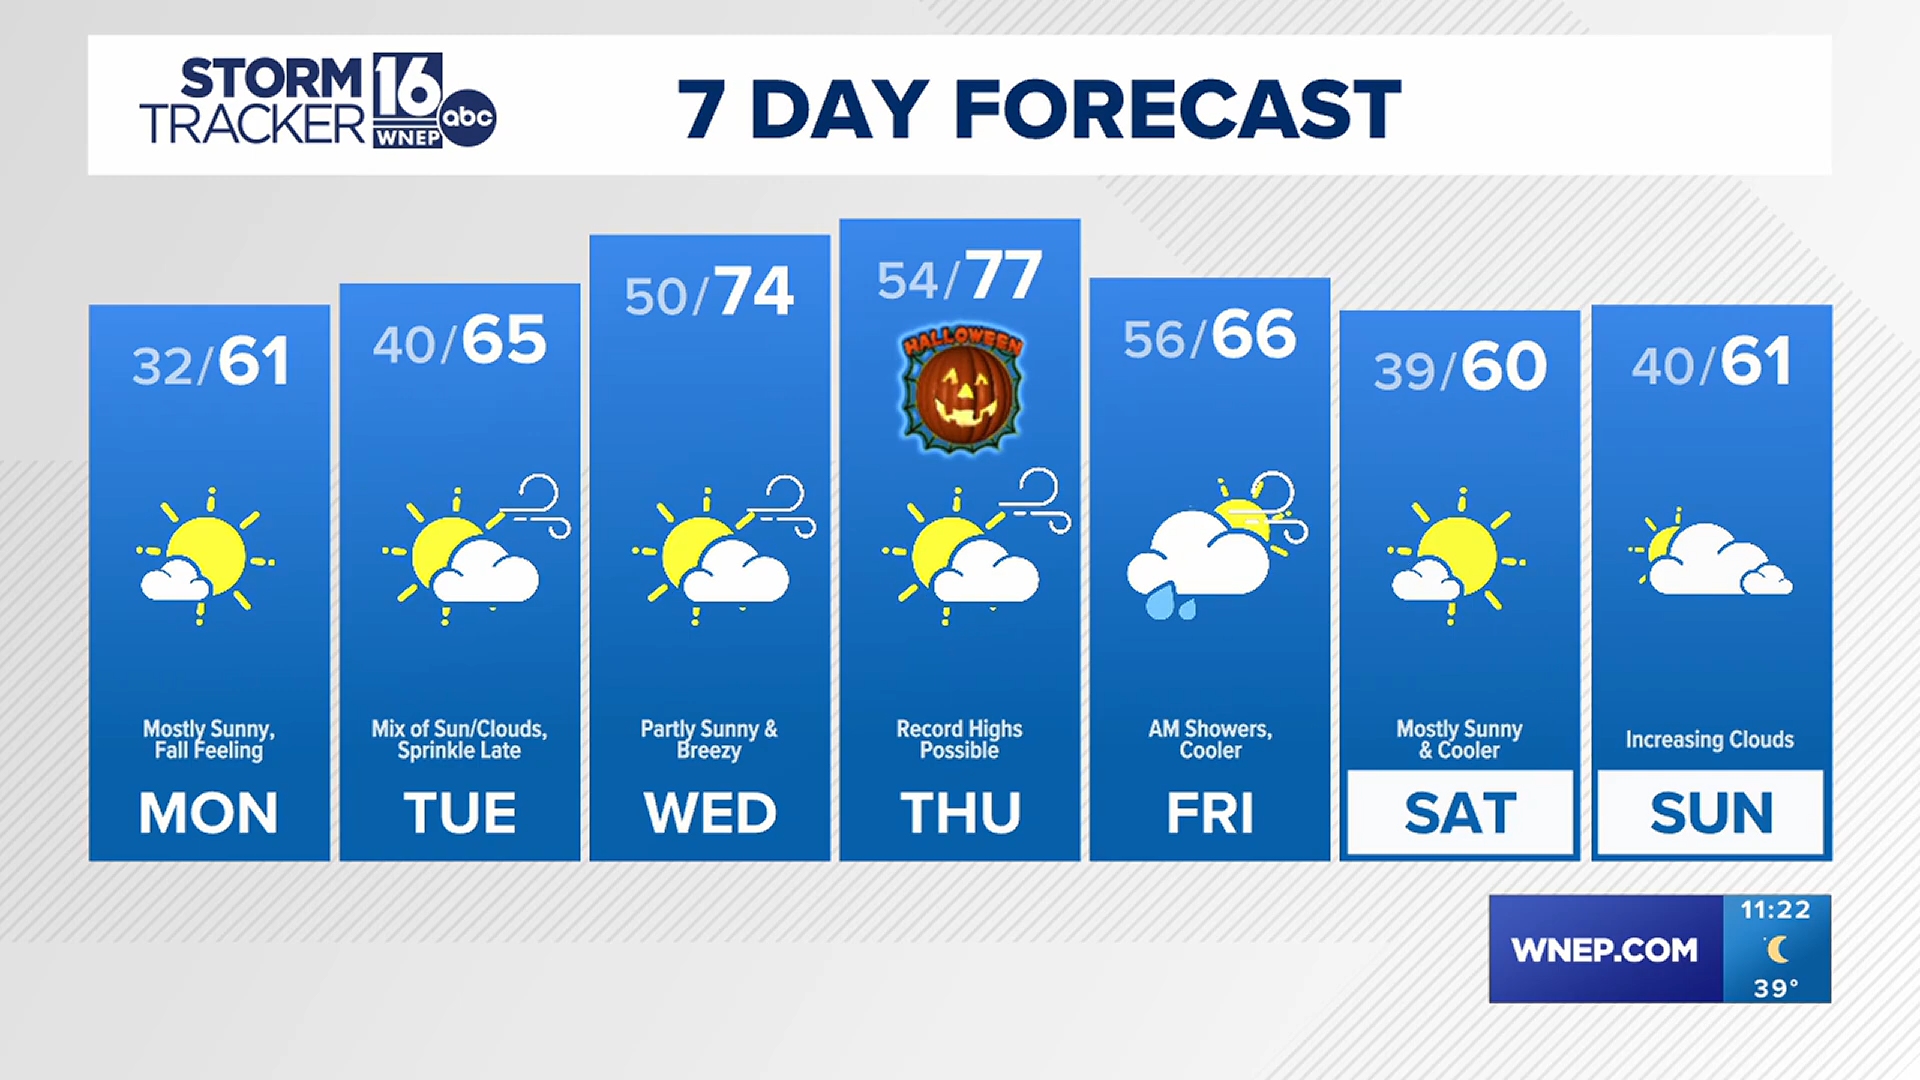 STORM
TRACKER
16
WNEP
abc
7 DAY FORECAST
32/61
Mostly Sunny,
Fall Feeling
MON
40/65
Mix of Sun/Clouds,
Sprinkle Late
TUE
50/74
Partly Sunny &
Breezy
WED
54/77
HALLOWEEN
Record Highs
Possible
THU
56/66
AM Showers,
Cooler
FRI
39/60
Mostly Sunny
& Cooler
SAT
40/61
Increasing Clouds
SUN
WNEP.COM
11:22
39°